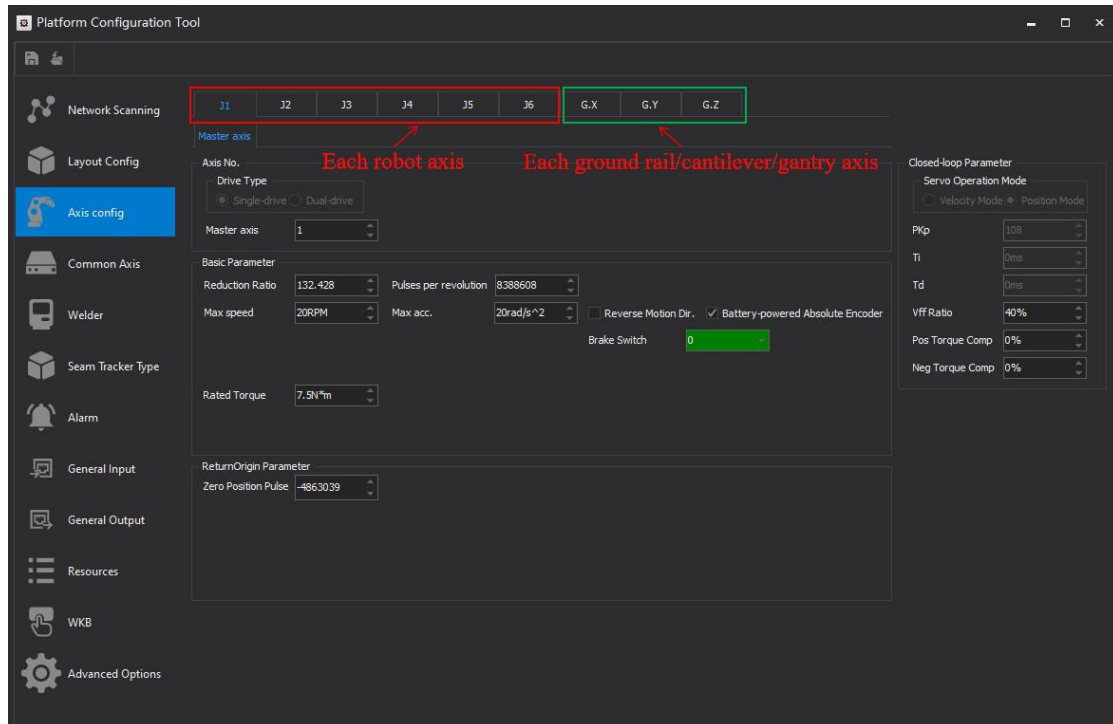 Platform Configuration Tool
Network Scanning
Layout Config
Axis config
Common Axis
Welder
Seam Tracker Type
Alarm
General Input
General Output
Resources
WKB
Advanced Options
J1 J2 J3 J4 J5 J6 G.X G.Y G.Z
Master axis
Each robot axis
Each ground rail/cantilever/gantry axis
Axis No.
Drive Type
Single-drive Dual-drive
Master axis 1
Basic Parameter
Reduction Ratio 132.428 Pulses per revolution 8388608
Max speed 20RPM Max acc. 20rad/s^2 Reverse Motion Dir. Battery-powered Absolute Encoder
Brake Switch 0
Rated Torque 7.5N*m
ReturnOrigin Parameter
Zero Position Pulse -4863039
Closed-loop Parameter
Servo Operation Mode
Velocity Mode Position Mode
PKp 108
Ti 0ms
Td 0ms
Vff Ratio 40%
Pos Torque Comp 0%
Neg Torque Comp 0%